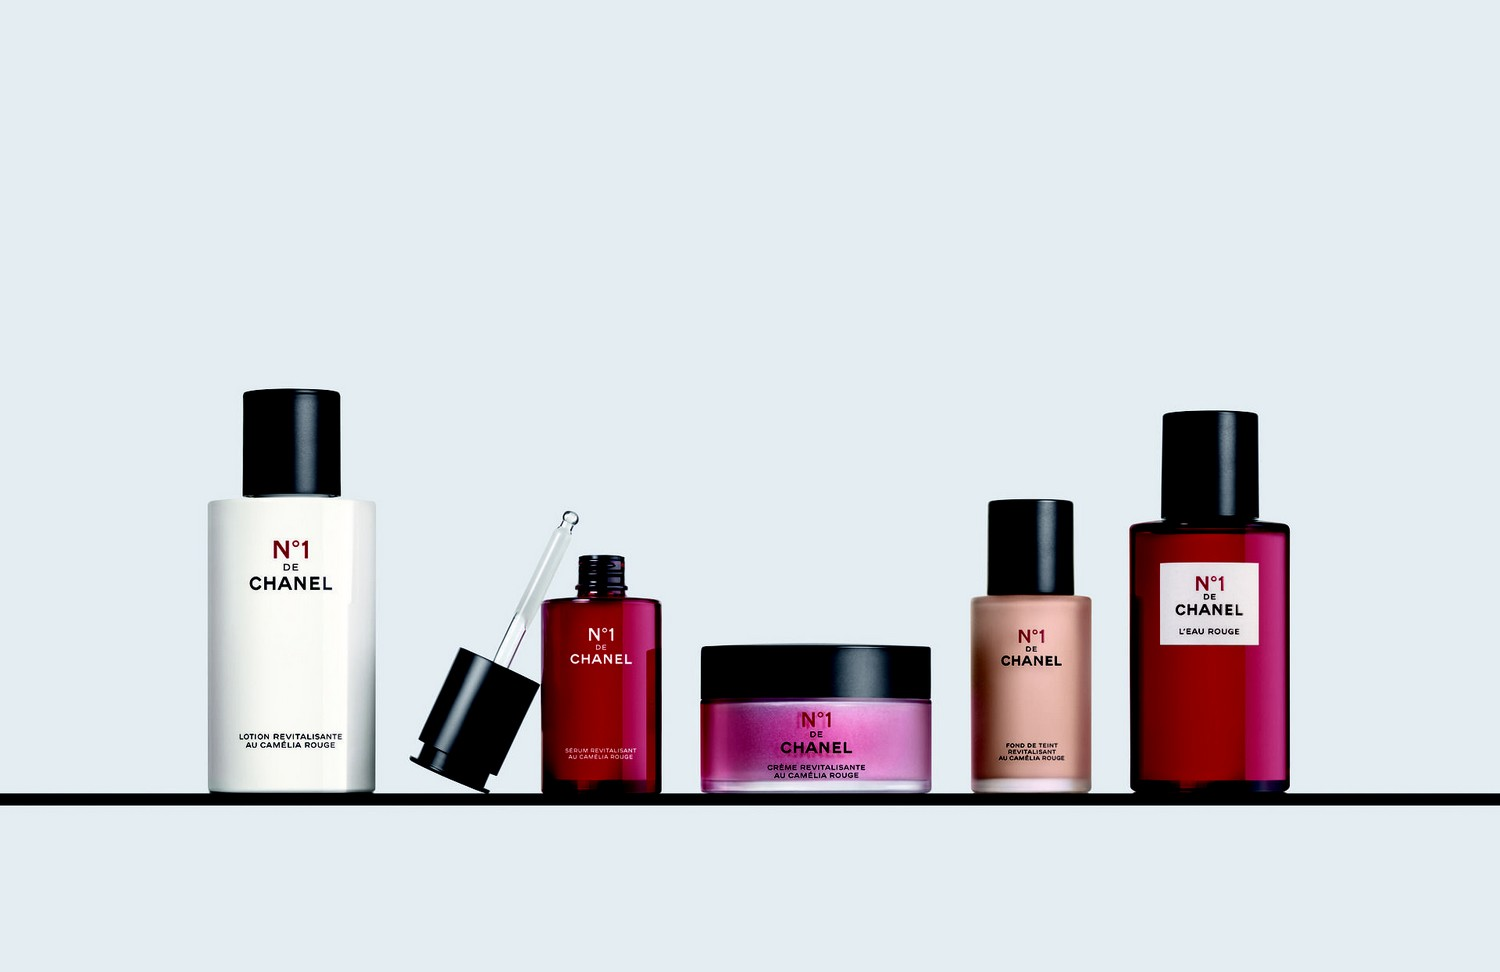 N°1
DE
CHANEL
LOTION REVITALISANTE
AU CAMÉLIA ROUGE
N°1
DE
CHANEL
SÉRUM REVITALISANT
AU CAMÉLIA ROUGE
N°1
DE
CHANEL
CRÈME REVITALISANTE
AU CAMÉLIA ROUGE
N°1
DE
CHANEL
FOND DE TEINT
REVITALISANT
AU CAMÉLIA ROUGE
N°1
DE
CHANEL
L'EAU ROUGE